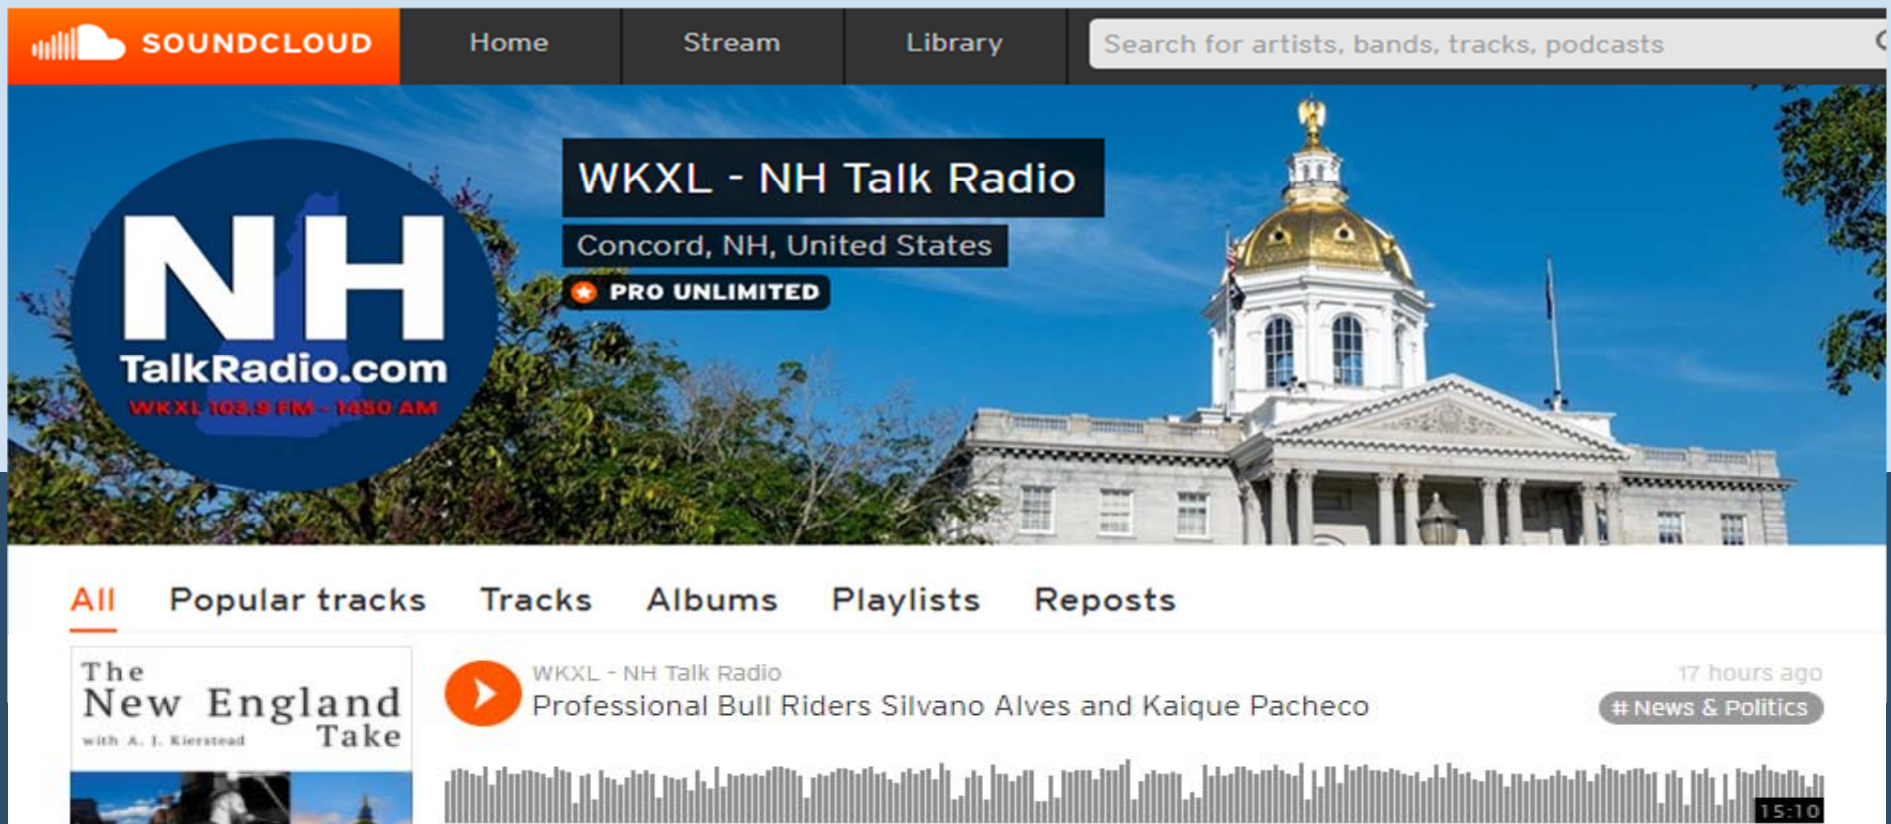 SOUNDCLOUD Home Stream Library Search for artists, bands, tracks, podcasts
WKXL - NH Talk Radio
Concord, NH, United States
PRO UNLIMITED
NH
TalkRadio.com
WKXL 103.9 FM - 1450 AM
All Popular tracks Tracks Albums Playlists Reposts
The
New England
Take
with A. J. Kierstead
WKXL - NH Talk Radio
17 hours ago
Professional Bull Riders Silvano Alves and Kaique Pacheco
# News & Politics
15:10